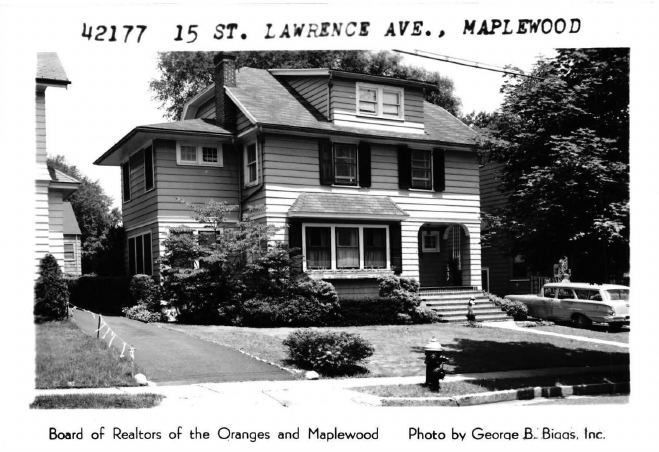 42177 15 ST. LAWRENCE AVE., MAPLEWOOD
Board of Realtors of the Oranges and Maplewood Photo by George B. Biggs, Inc.